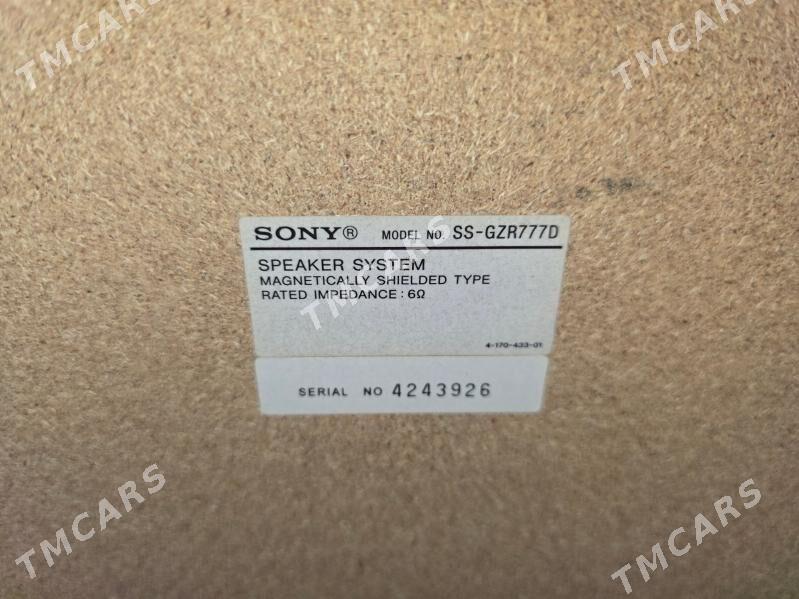 TMCARS
TMCARS
SONY® MODEL NO. SS-GZR777D
SPEAKER SYSTEM
MAGNETICALLY SHIELDED TYPE
RATED IMPEDANCE : 6Ω
TMCARS
4-170-433-01
SERIAL NO 4243926
TMCARS
TMCARS